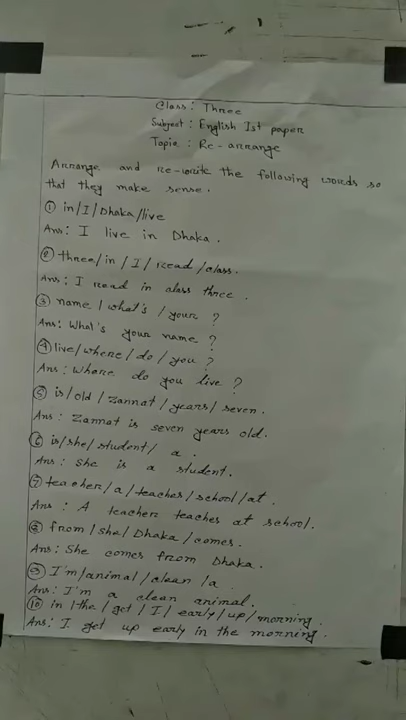 Class: Three
Subject: English Ist paper
Topic: Re-arrange
Arrange and re-write the following words so
that they make sense.
① in/I/Dhaka/live
Ans: I live in Dhaka.
② three/in/I/read/class.
Ans: I read in class three.
③ name/what's/your?
Ans: What's your name?
④ live/where/do/you?
Ans: Where do you live?
⑤ is/old/Zannat/years/seven.
Ans: Zannat is seven years old.
⑥ is/she/student/a.
Ans: She is a student.
⑦ teacher/a/teaches/school/at.
Ans: A teacher teaches at school.
⑧ from/She/Dhaka/comes.
Ans: She comes from Dhaka.
⑨ I'm/animal/clean/a.
Ans: I'm a clean animal.
⑩ in/the/get/I/early/up/morning.
Ans: I get up early in the morning.